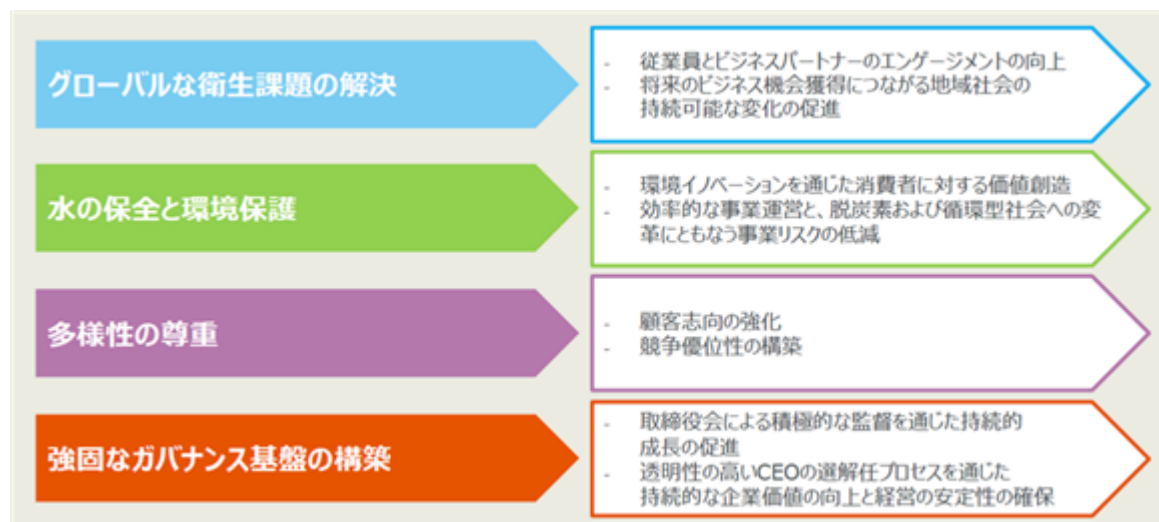 グローバルな衛生課題の解決
- 従業員とビジネスパートナーのエンゲージメントの向上
- 将来のビジネス機会獲得につながる地域社会の
持続可能な変化の促進
水の保全と環境保護
- 環境イノベーションを通じた消費者に対する価値創造
- 効率的な事業運営と、脱炭素および循環型社会への変
革にともなう事業リスクの低減
多様性の尊重
- 顧客志向の強化
- 競争優位性の構築
強固なガバナンス基盤の構築
- 取締役会による積極的な監督を通じた持続的
成長の促進
- 透明性の高いCEOの選解任プロセスを通じた
持続的な企業価値の向上と経営の安定性の確保